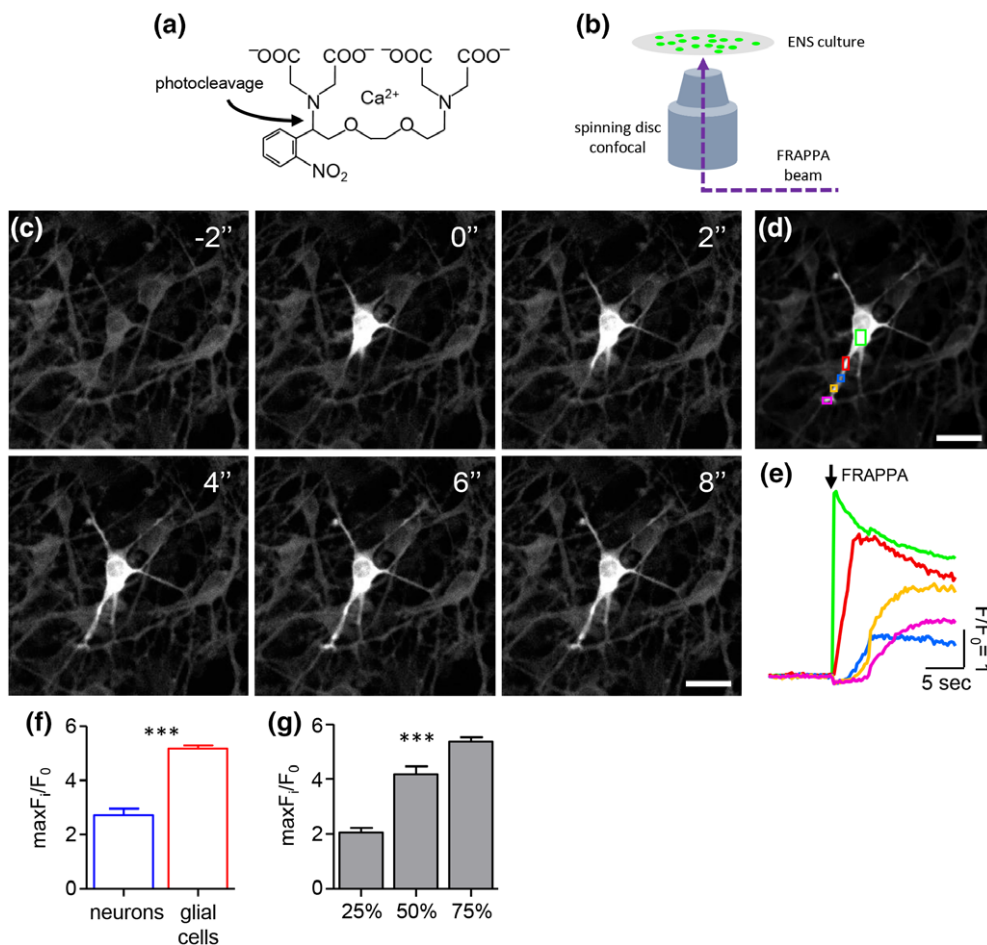 (a)
⁻OOC COO⁻ ⁻OOC COO⁻
photocleavage
N Ca²⁺ N
O O
NO₂
(b)
ENS culture
spinning disc
confocal
FRAPPA
beam
(c)
-2’’
0’’
2’’
(d)
4’’
6’’
8’’
(e)
FRAPPA
F/F₀=1
5 sec
(f)
***
maxFᵢ/F₀
6
4
2
0
neurons glial
cells
(g)
***
maxFᵢ/F₀
6
4
2
0
25% 50% 75%